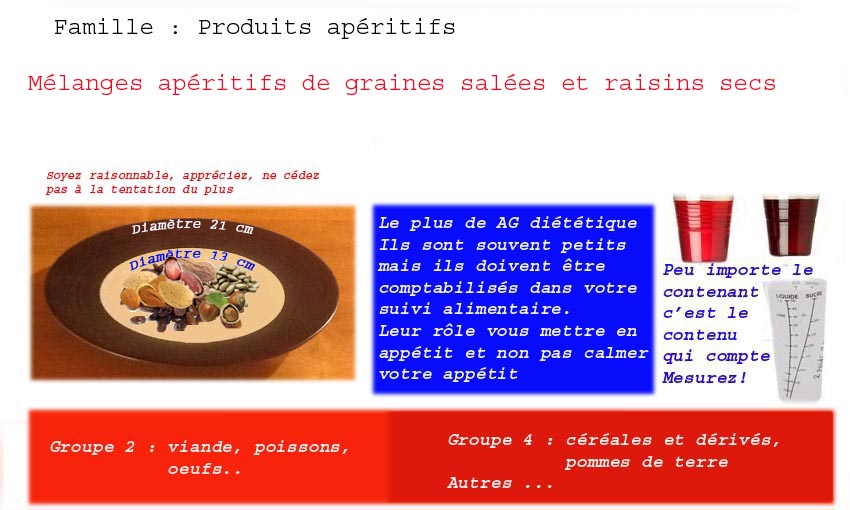 Famille : Produits apéritifs
Mélanges apéritifs de graines salées et raisins secs
Soyez raisonnable, appréciez, ne cédez
pas à la tentation du plus
Diamètre 21 cm
Diamètre 13 cm
Le plus de AG diététique
Ils sont souvent petits
mais ils doivent être
comptabilisés dans votre
suivi alimentaire.
Leur rôle vous mettre en
appétit et non pas calmer
votre appétit
Peu importe le
contenant
c’est le
contenu
qui compte
Mesurez!
LIQUIDE SUCRE
Groupe 2 : viande, poissons,
oeufs..
Groupe 4 : céréales et dérivés,
pommes de terre
Autres ...